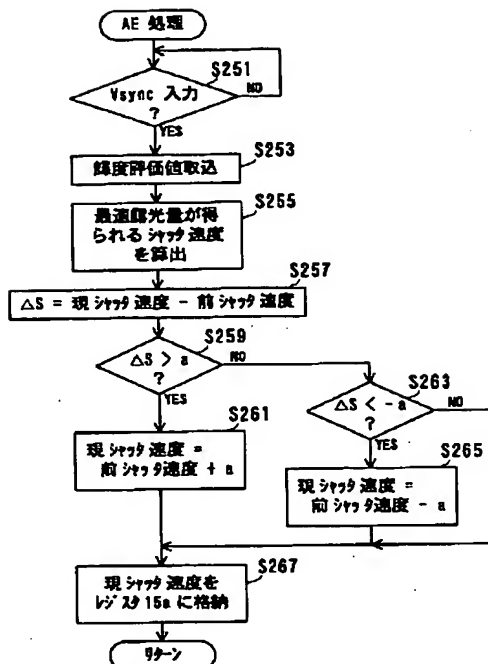 AE 処理
S251
Vsync 入力
?
NO
YES
S253
輝度評価値取込
S255
最適露光量が得
られる シャッタ 速度
を算出
S257
△S = 現 シャッタ 速度 - 前 シャッタ 速度
S259
△S > a
?
NO
YES
S263
△S < -a
?
NO
YES
S261
現 シャッタ 速度 =
前 シャッタ 速度 + a
S265
現 シャッタ 速度 =
前 シャッタ 速度 - a
S267
現 シャッタ 速度を
レジスタ 15a に格納
リターン